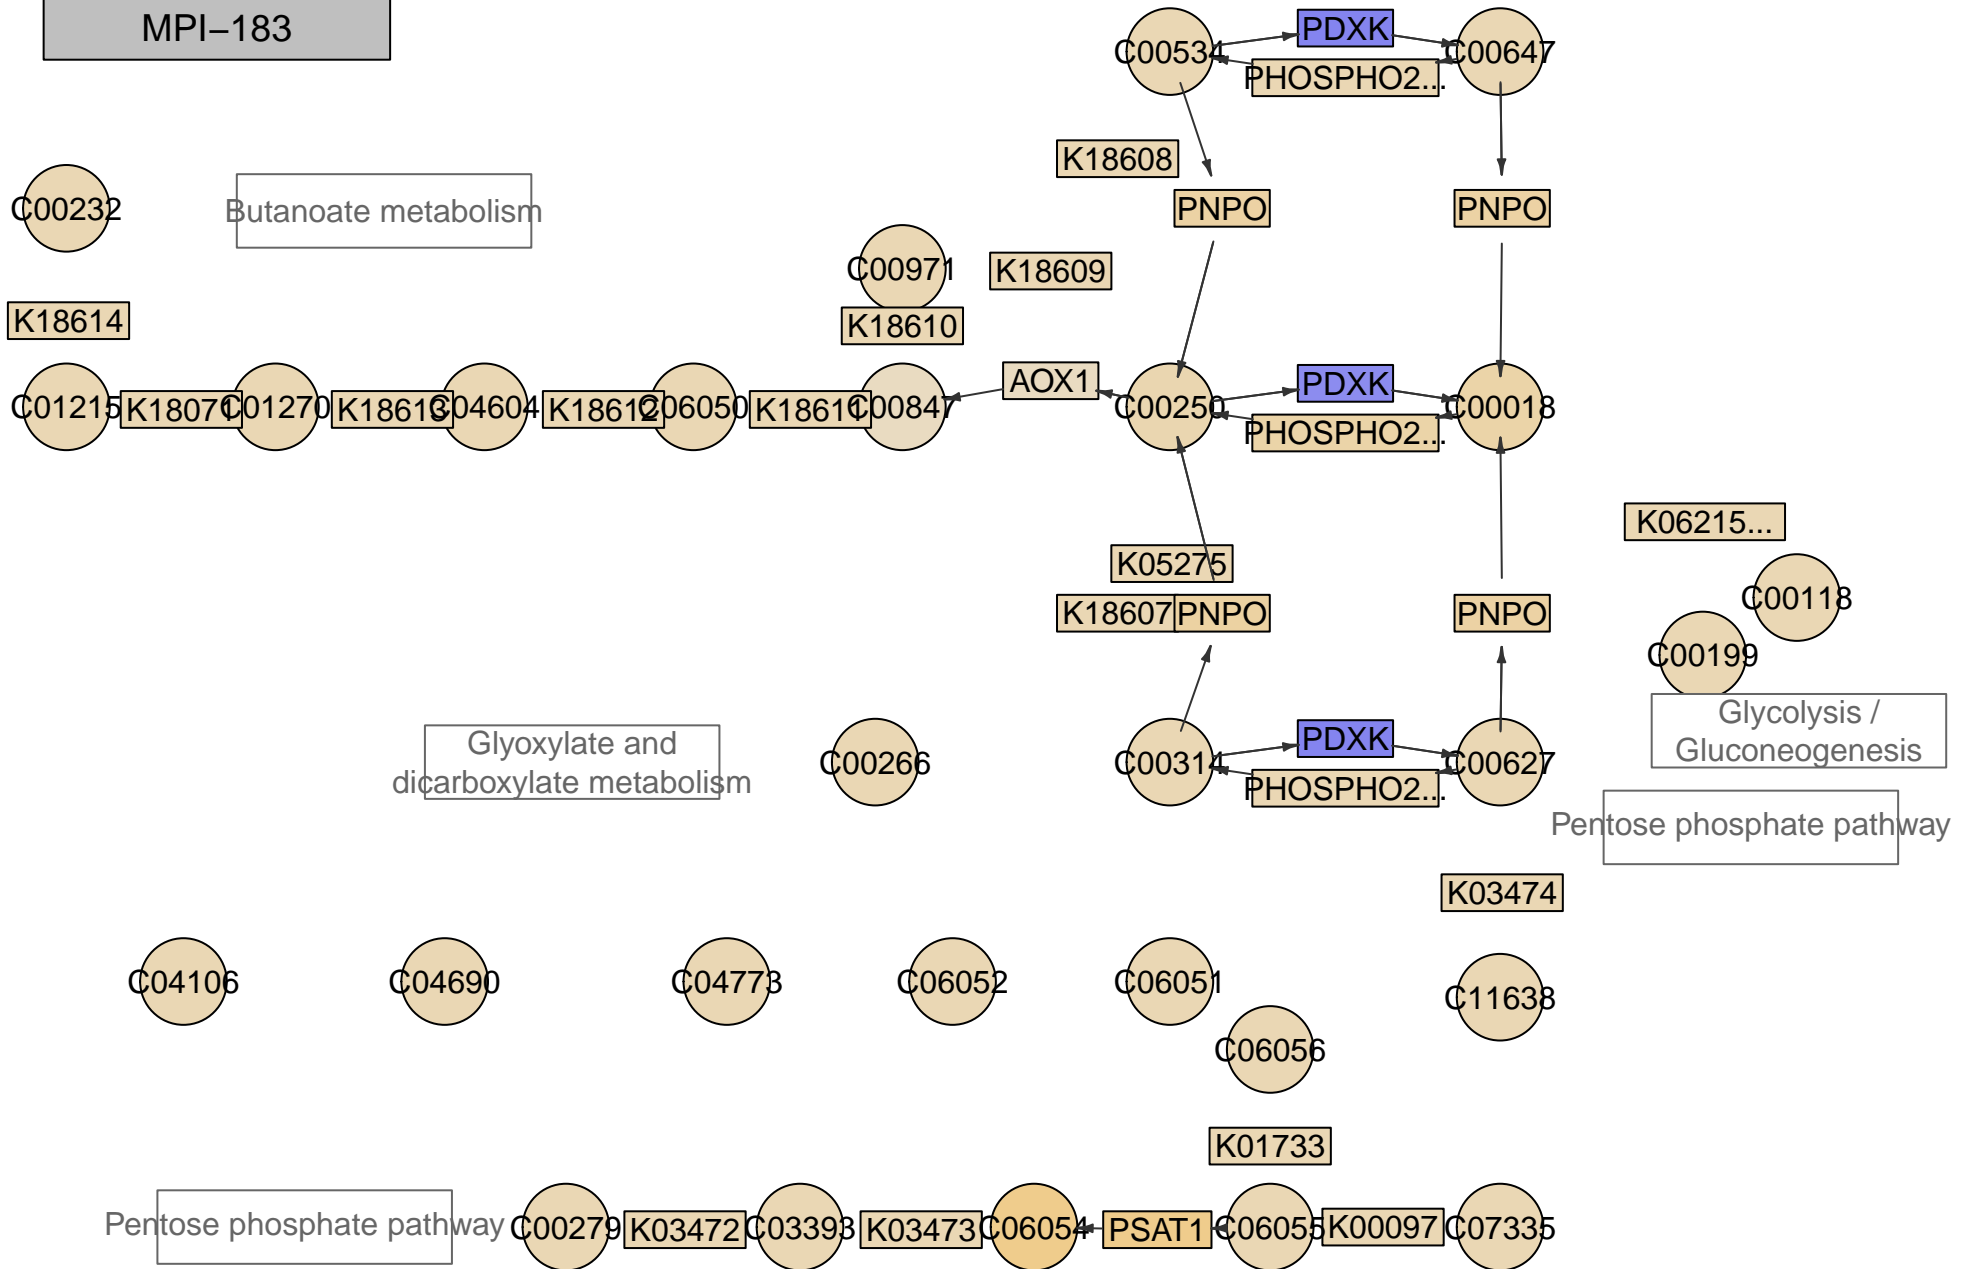 MPI–183
C00534
PDXK
C00647
PHOSPHO2...
K18608
C00232
Butanoate metabolism
PNPO
PNPO
C00971
K18609
K18614
K18610
C01215
K18071
C01270
K18613
C04604
K18612
C06050
K18611
C00847
AOX1
C00250
PDXK
C00018
PHOSPHO2...
K06215...
K05275
C00118
K18607
PNPO
PNPO
C00199
Glycolysis /
Gluconeogenesis
Glyoxylate and
dicarboxylate metabolism
C00266
C00314
PDXK
C00627
PHOSPHO2...
Pentose phosphate pathway
K03474
C04106
C04690
C04773
C06052
C06051
C11638
C06056
K01733
Pentose phosphate pathway
C00279
K03472
C03393
K03473
C06054
PSAT1
C06055
K00097
C07335